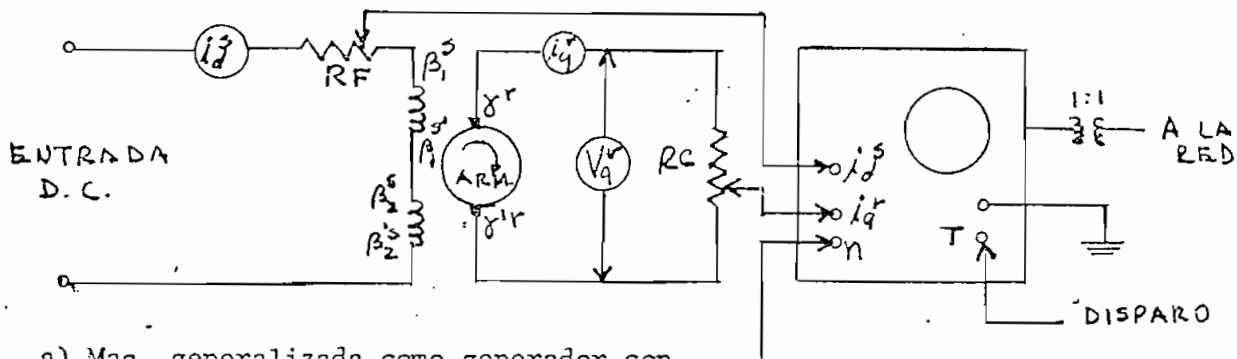 i_d^s
RF
β_1^s
β_1'^s
β_2^s
β_2'^s
ENTRADA
D.C.
γ^r
ARM
γ'^r
i_q^r
V_q^r
RC
i_d^s
i_q^r
n
T
1:1
A LA
RED
DISPARO
a) Maq. generalizada como generador con